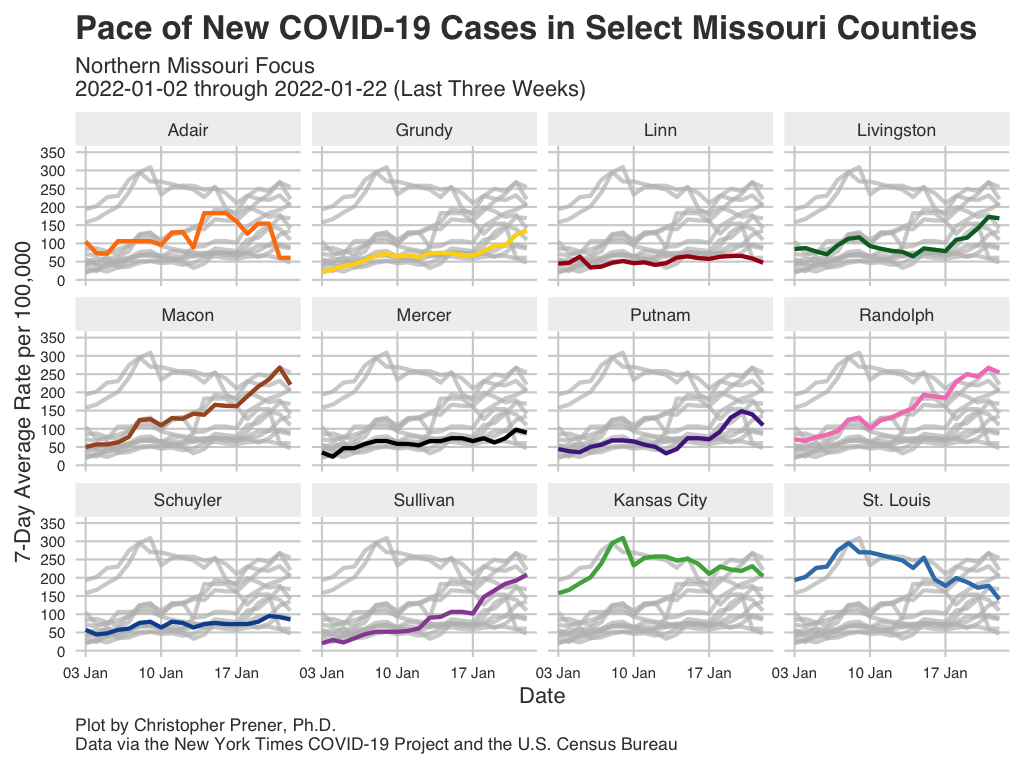 Pace of New COVID-19 Cases in Select Missouri Counties
Northern Missouri Focus
2022-01-02 through 2022-01-22 (Last Three Weeks)
Adair Grundy Linn Livingston
350
300
250
200
150
100
50
0
Macon Mercer Putnam Randolph
350
300
250
200
150
100
50
0
Schuyler Sullivan Kansas City St. Louis
350
300
250
200
150
100
50
0
7-Day Average Rate per 100,000
03 Jan 10 Jan 17 Jan 03 Jan 10 Jan 17 Jan 03 Jan 10 Jan 17 Jan 03 Jan 10 Jan 17 Jan
Date
Plot by Christopher Prener, Ph.D.
Data via the New York Times COVID-19 Project and the U.S. Census Bureau